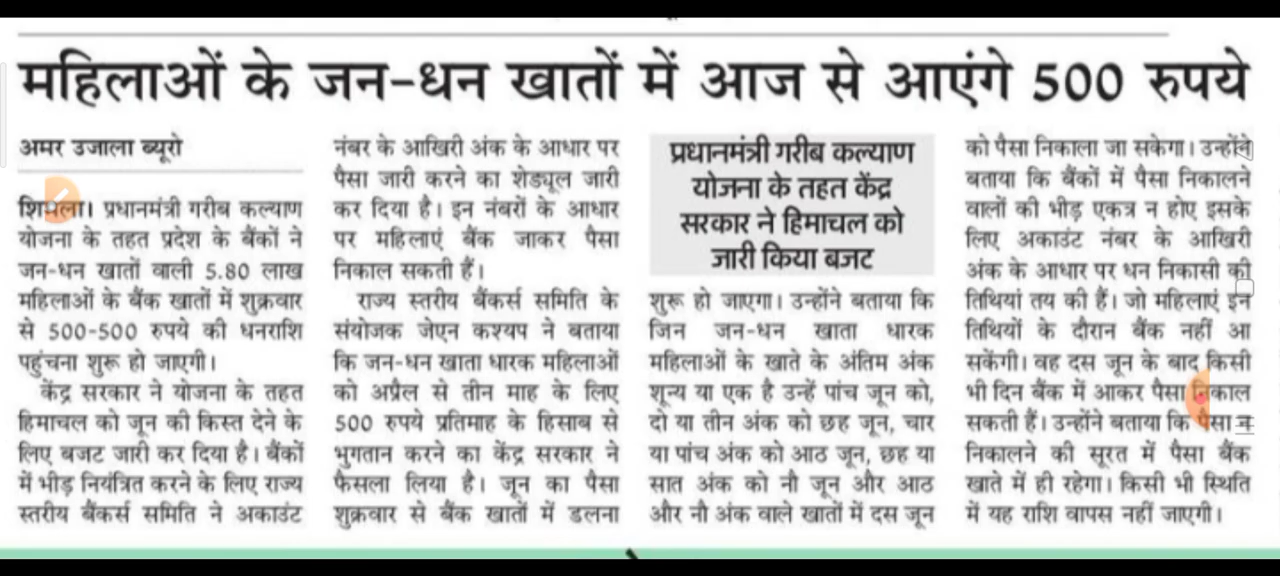 महिलाओं के जन-धन खातों में आज से आएंगे 500 रुपये
अमर उजाला ब्यूरो
शिमला। प्रधानमंत्री गरीब कल्याण
योजना के तहत प्रदेश के बैंकों ने
जन-धन खातों वाली 5.80 लाख
महिलाओं के बैंक खातों में शुक्रवार
से 500-500 रुपये की धनराशि
पहुंचना शुरू हो जाएगी।
केंद्र सरकार ने योजना के तहत
हिमाचल को जून की किस्त देने के
लिए बजट जारी कर दिया है। बैंकों
में भीड़ नियंत्रित करने के लिए राज्य
स्तरीय बैंकर्स समिति ने अकाउंट
नंबर के आखिरी अंक के आधार पर
पैसा जारी करने का शेड्यूल जारी
कर दिया है। इन नंबरों के आधार
पर महिलाएं बैंक जाकर पैसा
निकाल सकती हैं।
राज्य स्तरीय बैंकर्स समिति के
संयोजक जेएन कश्यप ने बताया
कि जन-धन खाता धारक महिलाओं
को अप्रैल से तीन माह के लिए
500 रुपये प्रतिमाह के हिसाब से
भुगतान करने का केंद्र सरकार ने
फैसला लिया है। जून का पैसा
शुक्रवार से बैंक खातों में डलना
प्रधानमंत्री गरीब कल्याण
योजना के तहत केंद्र
सरकार ने हिमाचल को
जारी किया बजट
शुरू हो जाएगा। उन्होंने बताया कि
जिन जन-धन खाता धारक
महिलाओं के खाते के अंतिम अंक
शून्य या एक है उन्हें पांच जून को,
दो या तीन अंक को छह जून, चार
या पांच अंक को आठ जून, छह या
सात अंक को नौ जून और आठ
और नौ अंक वाले खातों में दस जून
को पैसा निकाला जा सकेगा। उन्होंने
बताया कि बैंकों में पैसा निकालने
वालों की भीड़ एकत्र न होए इसके
लिए अकाउंट नंबर के आखिरी
अंक के आधार पर धन निकासी की
तिथियां तय की हैं। जो महिलाएं इन
तिथियों के दौरान बैंक नहीं आ
सकेंगी। वह दस जून के बाद किसी
भी दिन बैंक में आकर पैसा निकाल
सकती हैं। उन्होंने बताया कि पैसा न
निकालने की सूरत में पैसा बैंक
खाते में ही रहेगा। किसी भी स्थिति
में यह राशि वापस नहीं जाएगी।